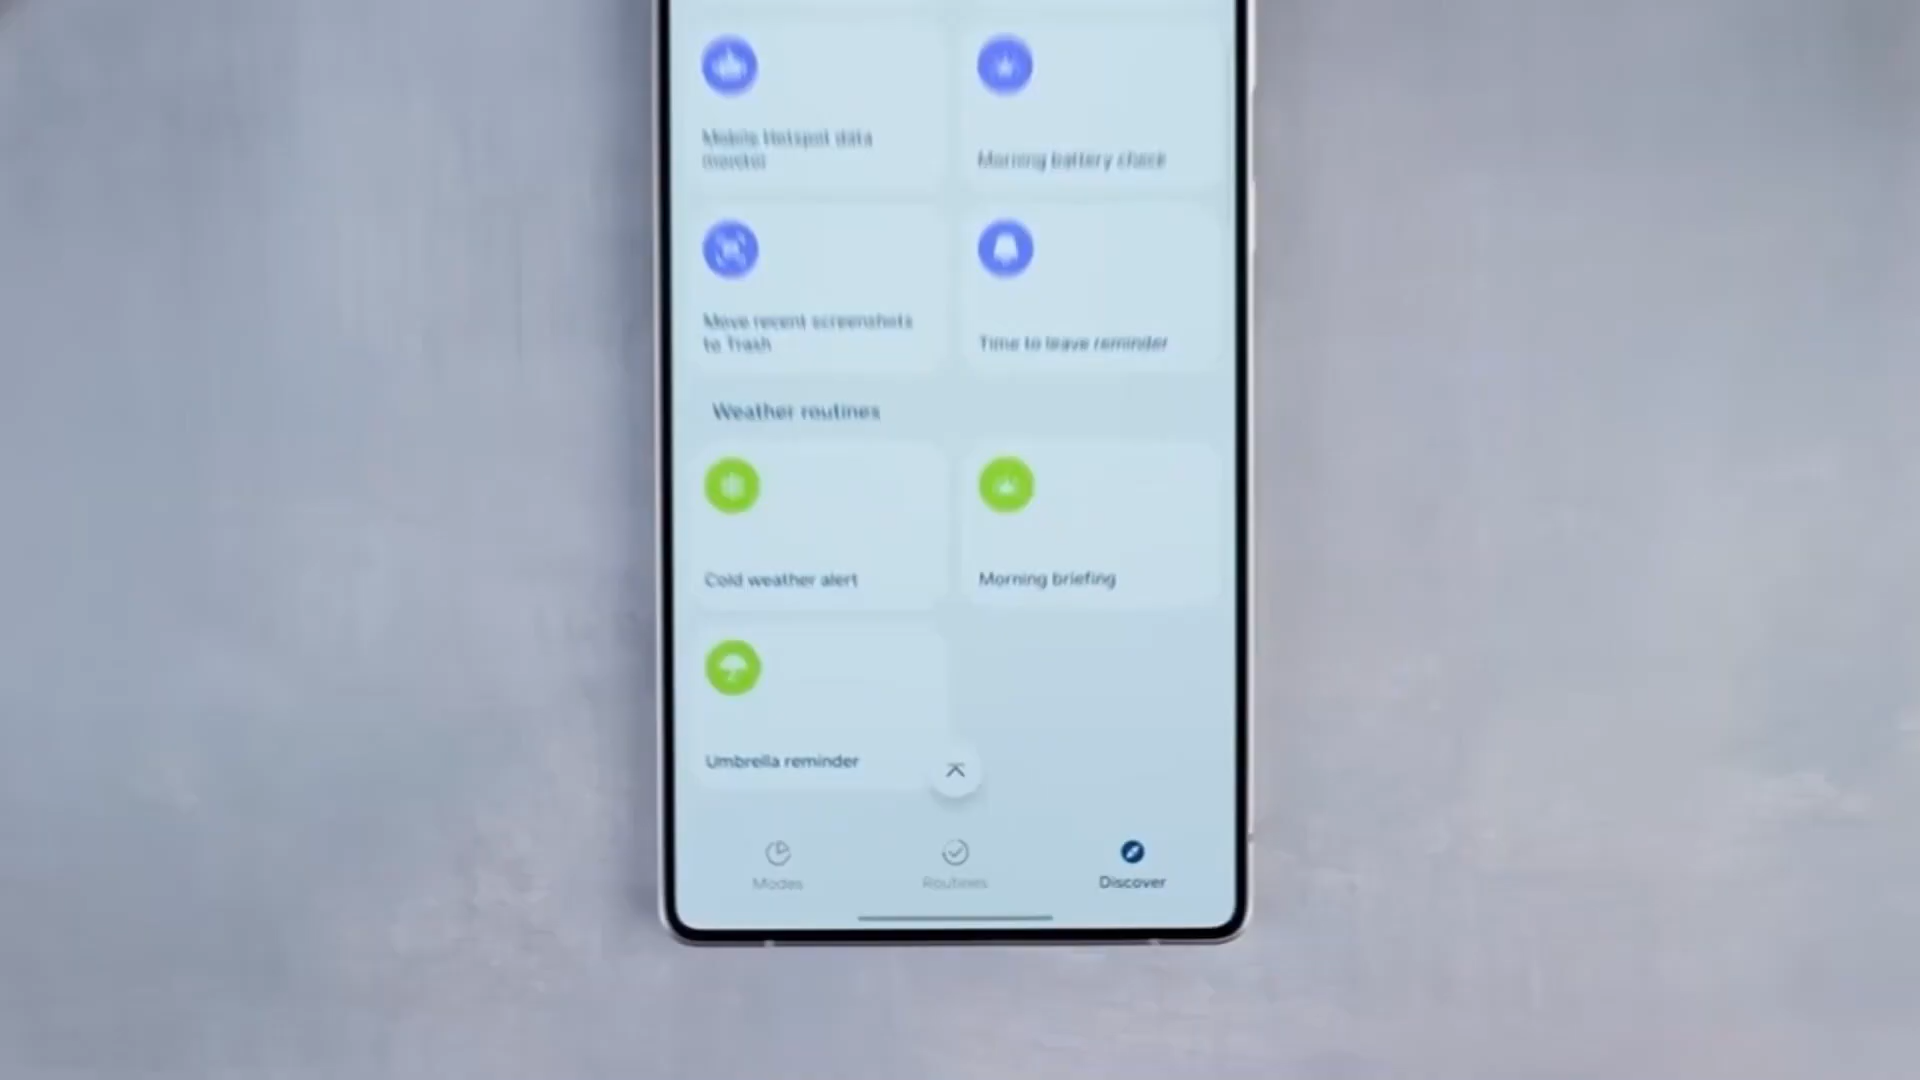 Mobile Hotspot data
monitor
Morning battery check
Move recent screenshots
to Trash
Time to leave reminder
Weather routines
Cold weather alert
Morning briefing
Umbrella reminder
Modes
Routines
Discover